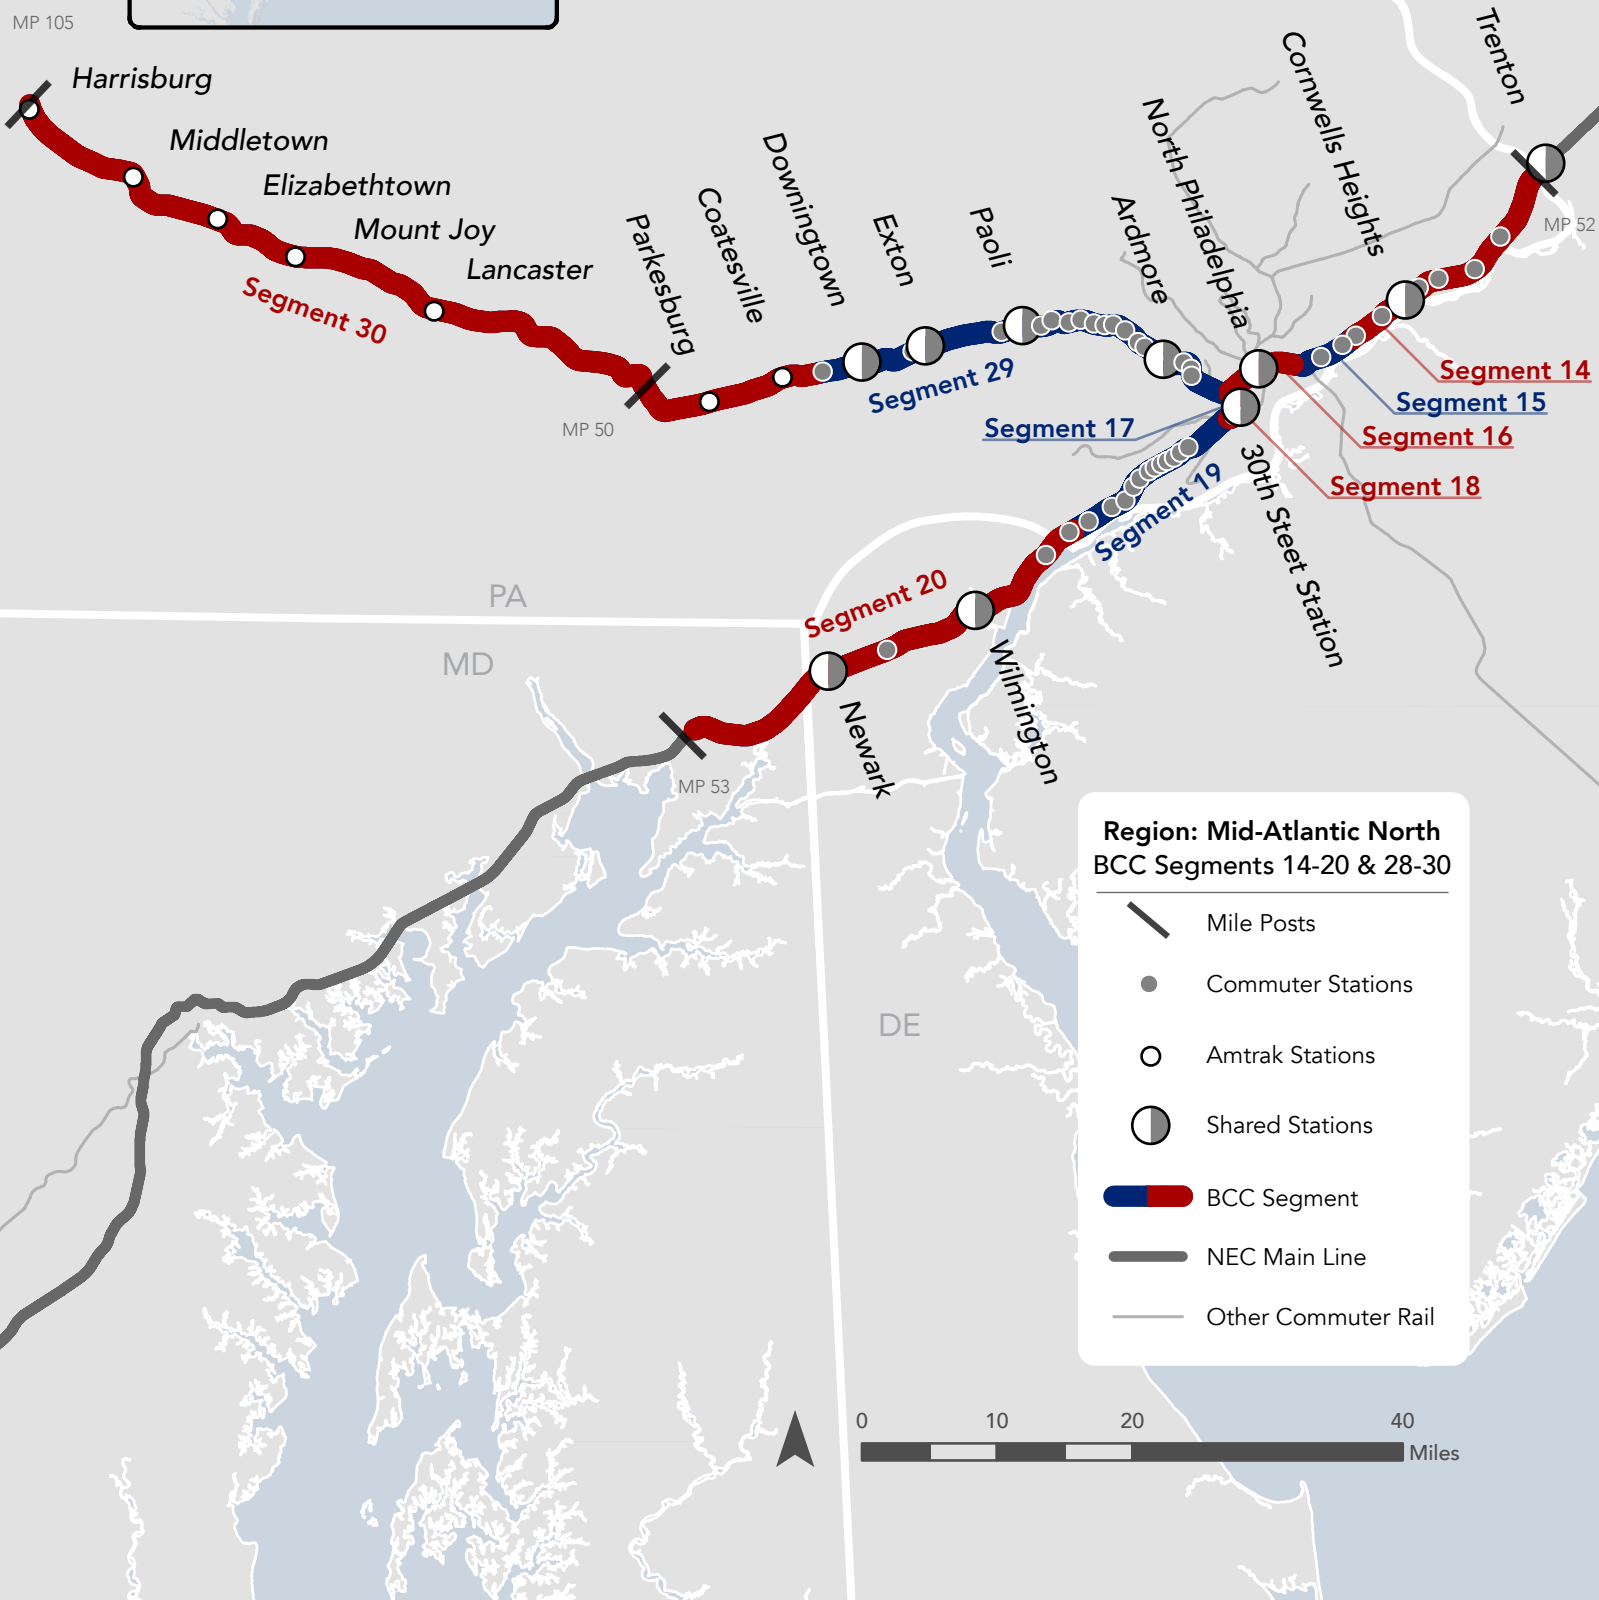 MP 105
Harrisburg
Middletown
Elizabethtown
Mount Joy
Lancaster
Segment 30
Parkesburg
Coatesville
Downingtown
Exton
Paoli
Ardmore
North Philadelphia
Cornwells Heights
Trenton
MP 52
MP 50
Segment 29
Segment 17
Segment 14
Segment 15
Segment 16
Segment 18
Segment 19
30th Steet Station
Segment 20
PA
MD
Wilmington
Newark
MP 53
DE
Region: Mid-Atlantic North
BCC Segments 14-20 & 28-30
Mile Posts
Commuter Stations
Amtrak Stations
Shared Stations
BCC Segment
NEC Main Line
Other Commuter Rail
0 10 20 40
Miles